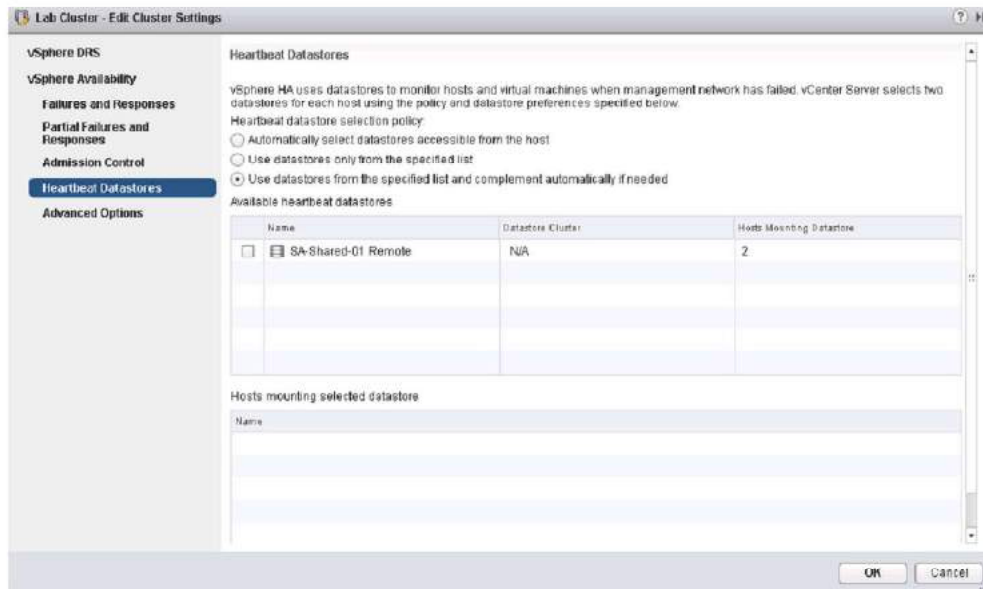 Lab Cluster - Edit Cluster Settings
?
vSphere DRS
vSphere Availability
Failures and Responses
Partial Failures and
Responses
Admission Control
Heartbeat Datastores
Advanced Options
Heartbeat Datastores
vSphere HA uses datastores to monitor hosts and virtual machines when management network has failed. vCenter Server selects two
datastores for each host using the policy and datastore preferences specified below.
Heartbeat datastore selection policy:
Automatically select datastores accessible from the host
Use datastores only from the specified list
Use datastores from the specified list and complement automatically if needed
Available heartbeat datastores
Name Datastore Cluster Hosts Mounting Datastore
SA-Shared-01 Remote N/A 2
Hosts mounting selected datastore
Name
OK Cancel